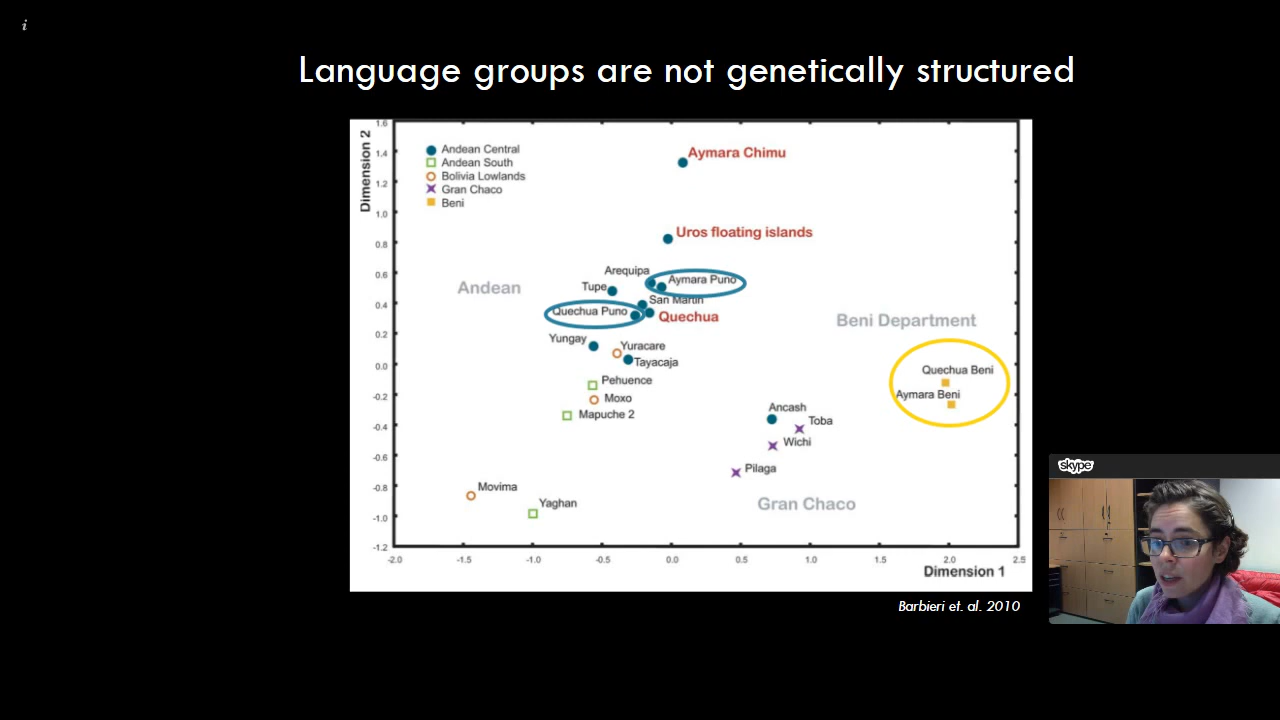 i
Language groups are not genetically structured
Dimension 2
1.6
1.4
1.2
1.0
0.8
0.6
0.4
0.2
0.0
-0.2
-0.4
-0.6
-0.8
-1.0
-1.2
Andean Central
Andean South
Bolivia Lowlands
Gran Chaco
Beni
Aymara Chimu
Uros floating islands
Arequipa
Aymara Puno
Tupe
Andean
San Martin
Quechua Puno
Quechua
Beni Department
Yungay
Yuracare
Tayacaja
Quechua Beni
Pehuence
Aymara Beni
Moxo
Mapuche 2
Ancash
Toba
Wichi
Pilaga
Movima
Yaghan
Gran Chaco
-2.0 -1.5 -1.0 -0.5 0.0 0.5 1.0 1.5 2.0 2.5
Dimension 1
Barbieri et. al. 2010
skype